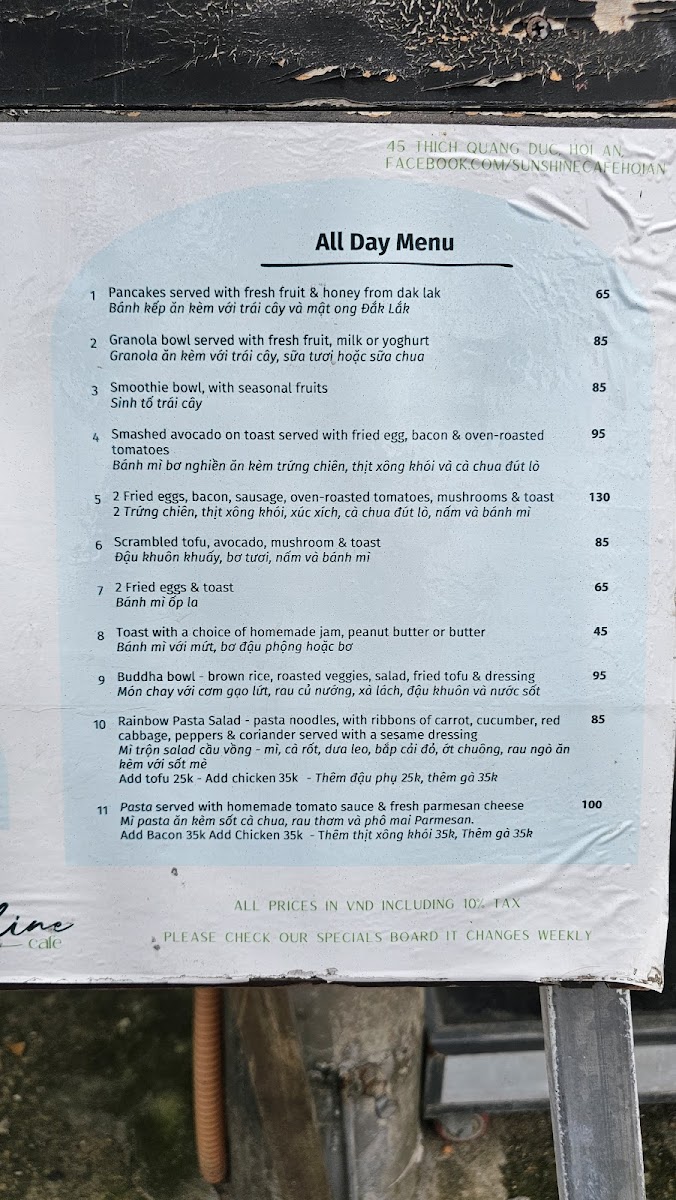 45 THICH QUANG DUC, HOI AN,
FACEBOOK.COM/SUNSHINECAFEHOIAN
All Day Menu
1 Pancakes served with fresh fruit & honey from dak lak 65
Bánh kếp ăn kèm với trái cây và mật ong Đắk Lắk
2 Granola bowl served with fresh fruit, milk or yoghurt 85
Granola ăn kèm với trái cây, sữa tươi hoặc sữa chua
3 Smoothie bowl, with seasonal fruits 85
Sinh tố trái cây
4 Smashed avocado on toast served with fried egg, bacon & oven-roasted 95
tomatoes
Bánh mì bơ nghiền ăn kèm trứng chiên, thịt xông khói và cà chua đút lò
5 2 Fried eggs, bacon, sausage, oven-roasted tomatoes, mushrooms & toast 130
2 Trứng chiên, thịt xông khói, xúc xích, cà chua đút lò, nấm và bánh mì
6 Scrambled tofu, avocado, mushroom & toast 85
Đậu khuôn khuấy, bơ tươi, nấm và bánh mì
7 2 Fried eggs & toast 65
Bánh mì ốp la
8 Toast with a choice of homemade jam, peanut butter or butter 45
Bánh mì với mứt, bơ đậu phộng hoặc bơ
9 Buddha bowl - brown rice, roasted veggies, salad, fried tofu & dressing 95
Món chay với cơm gạo lứt, rau củ nướng, xà lách, đậu khuôn và nước sốt
10 Rainbow Pasta Salad - pasta noodles, with ribbons of carrot, cucumber, red 85
cabbage, peppers & coriander served with a sesame dressing
Mì trộn salad cầu vồng - mì, cà rốt, dưa leo, bắp cải đỏ, ớt chuông, rau ngò ăn
kèm với sốt mè
Add tofu 25k - Add chicken 35k - Thêm đậu phụ 25k, thêm gà 35k
11 Pasta served with homemade tomato sauce & fresh parmesan cheese 100
Mì pasta ăn kèm sốt cà chua, rau thơm và phô mai Parmesan.
Add Bacon 35k Add Chicken 35k - Thêm thịt xông khói 35k, Thêm gà 35k
ALL PRICES IN VND INCLUDING 10% TAX
cafe
PLEASE CHECK OUR SPECIALS BOARD IT CHANGES WEEKLY